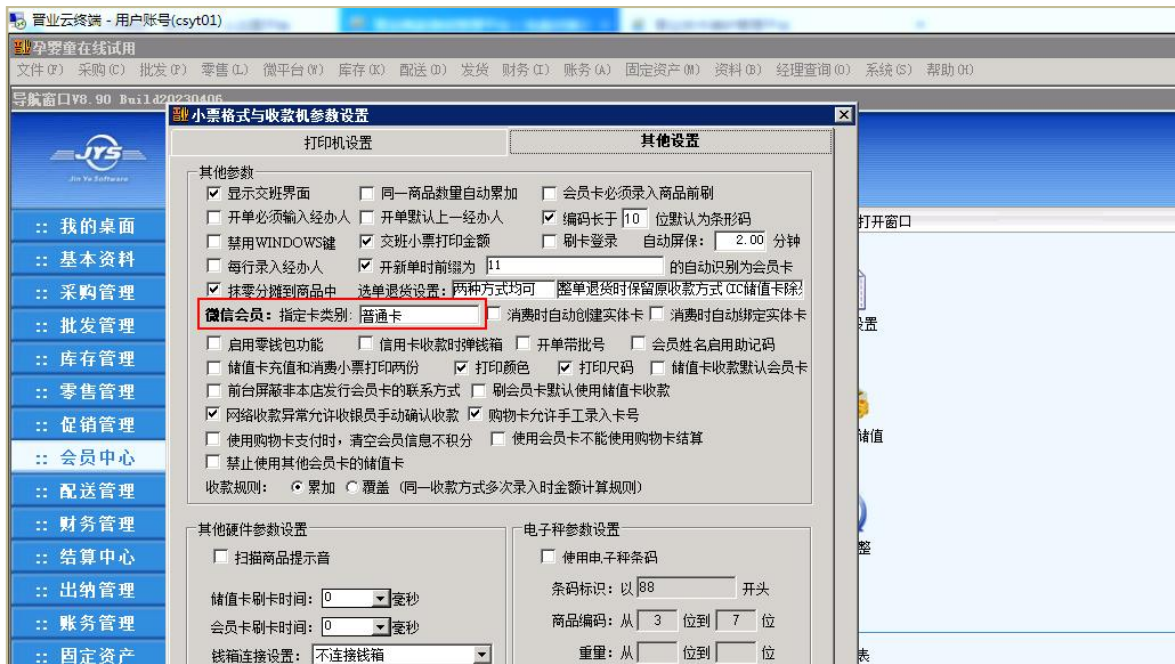 晋业云终端 - 用户账号(csyt01)
孕婴童在线试用
文件(F) 采购(C) 批发(P) 零售(L) 微平台(W) 库存(K) 配送(D) 发货 财务(I) 账务(A) 固定资产(M) 资料(B) 经理查询(O) 系统(S) 帮助(H)
导航窗口V8.90 Build20230406
小票格式与收款机参数设置
打印机设置 其他设置
JYS
Jin Ye Software
其他参数
显示交班界面 同一商品数量自动累加 会员卡必须录入商品前刷
:: 我的桌面 开单必须输入经办人 开单默认上一经办人 编码长于 10 位默认为条形码 打开窗口
禁用WINDOWS键 交班小票打印金额 刷卡登录 自动屏保: 2.00 分钟
:: 基本资料 每行录入经办人 开新单时前缀为 11 的自动识别为会员卡
:: 采购管理 抹零分摊到商品中 选单退货设置: 两种方式均可 整单退货时保留原收款方式(IC储值卡除
:: 批发管理 微信会员: 指定卡类别: 普通卡 消费时自动创建实体卡 消费时自动绑定实体卡 置
启用零钱包功能 信用卡收款时弹钱箱 开单带批号 会员姓名启用助记码
:: 库存管理 储值卡充值和消费小票打印两份 打印颜色 打印尺码 储值卡收款默认会员卡
:: 零售管理 前台屏蔽非本店发行会员卡的联系方式 刷会员卡默认使用储值卡收款
:: 促销管理 网络收款异常允许收银员手动确认收款 购物卡允许手工录入卡号
使用购物卡支付时，清空会员信息不积分 使用会员卡不能使用购物卡结算 储值
:: 会员中心 禁止使用其他会员卡的储值卡
:: 配送管理 收款规则: 累加 覆盖 (同一收款方式多次录入时金额计算规则)
:: 财务管理 其他硬件参数设置 电子秤参数设置
:: 结算中心 扫描商品提示音 使用电子秤条码 整
:: 出纳管理 储值卡刷卡时间: 0 毫秒 条码标识: 以 88 开头
:: 账务管理 会员卡刷卡时间: 0 毫秒 商品编码: 从 3 位到 7 位
:: 固定资产 钱箱连接设置: 不连接钱箱 重量: 从 位到 位 表